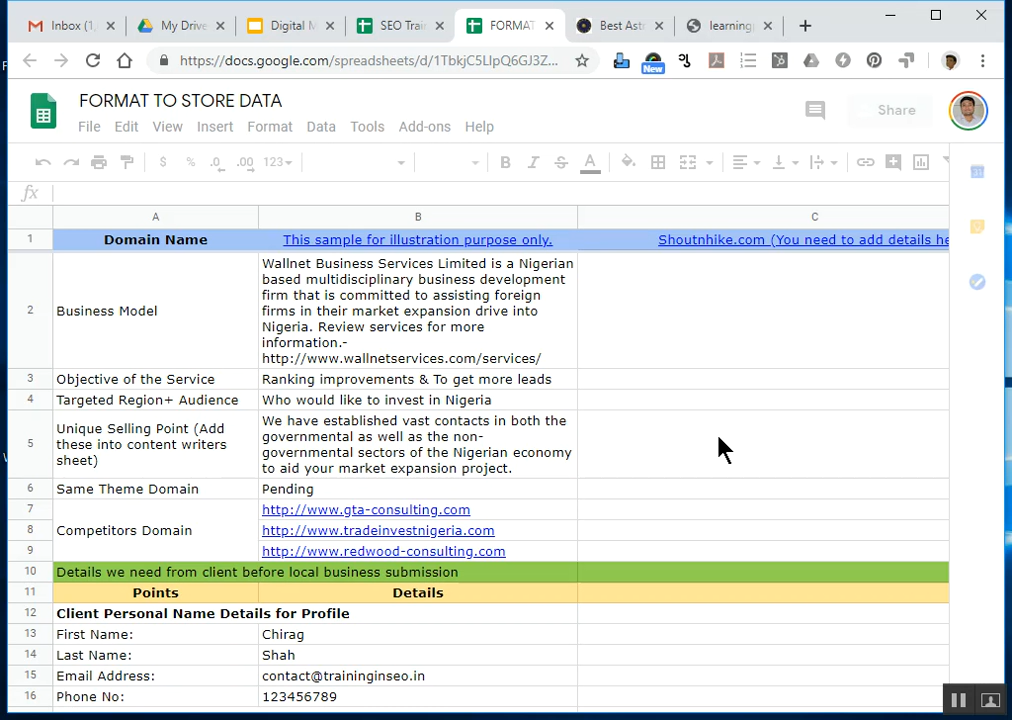 Inbox (1,
My Drive
Digital M
SEO Trai
FORMAT
Best Ast
learning
https://docs.google.com/spreadsheets/d/1TbkjC5LIpQ6GJ3Z...
New
FORMAT TO STORE DATA
File Edit View Insert Format Data Tools Add-ons Help
Share
$ % .0 .00 123
B I S A
fx
A B C
1 Domain Name This sample for illustration purpose only. Shoutnhike.com (You need to add details he
2 Business Model
Wallnet Business Services Limited is a Nigerian
based multidisciplinary business development
firm that is committed to assisting foreign
firms in their market expansion drive into
Nigeria. Review services for more
information.-
http://www.wallnetservices.com/services/
3 Objective of the Service Ranking improvements & To get more leads
4 Targeted Region+ Audience Who would like to invest in Nigeria
5
Unique Selling Point (Add
these into content writers
sheet)
We have established vast contacts in both the
governmental as well as the non-
governmental sectors of the Nigerian economy
to aid your market expansion project.
6 Same Theme Domain Pending
7 http://www.gta-consulting.com
8 Competitors Domain http://www.tradeinvestnigeria.com
9 http://www.redwood-consulting.com
10 Details we need from client before local business submission
11 Points Details
12 Client Personal Name Details for Profile
13 First Name: Chirag
14 Last Name: Shah
15 Email Address: contact@traininginseo.in
16 Phone No: 123456789